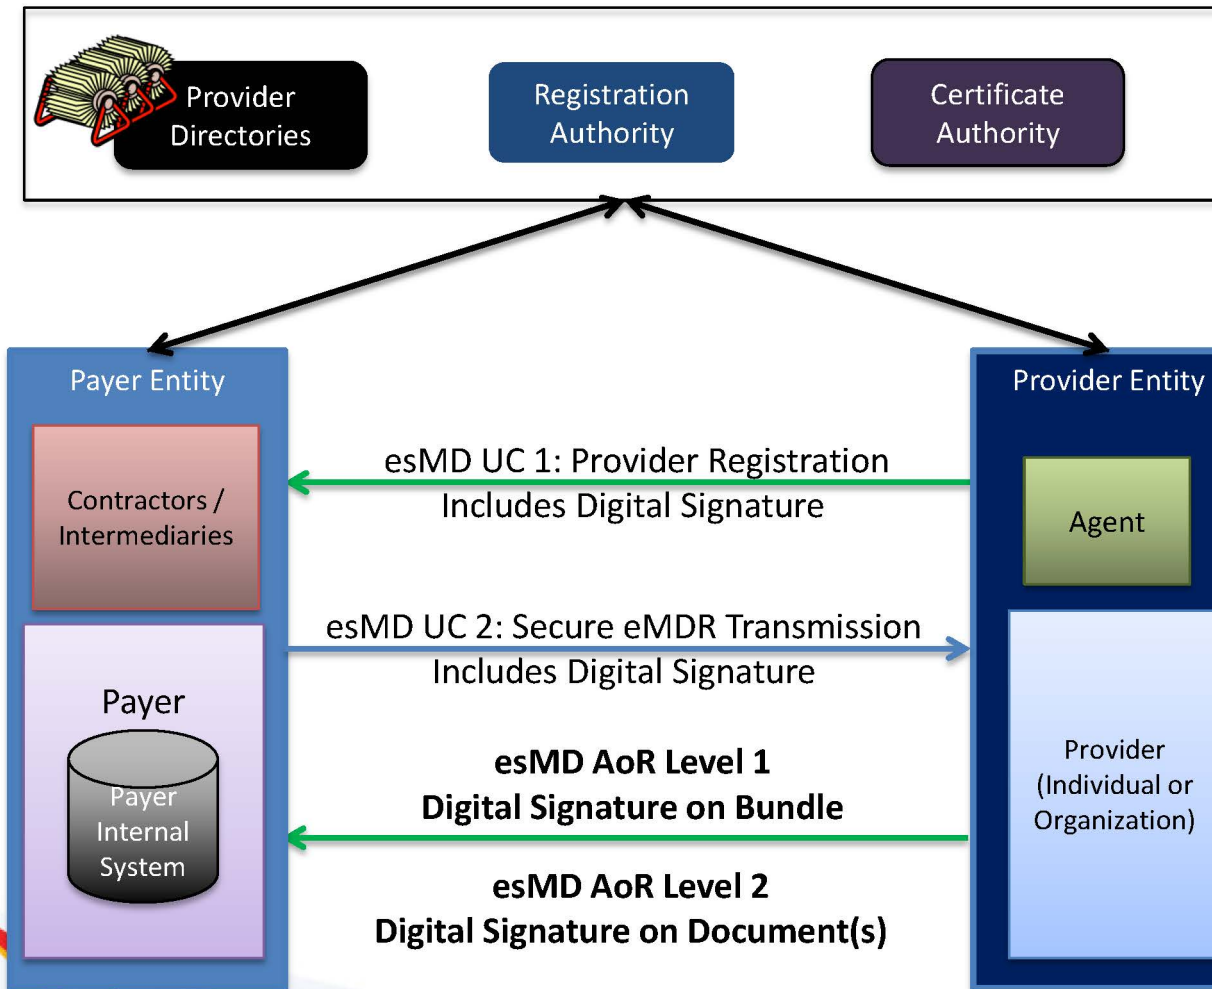 Provider
Directories
Registration
Authority
Certificate
Authority
Payer Entity
Provider Entity
Contractors /
Intermediaries
esMD UC 1: Provider Registration
Includes Digital Signature
Agent
esMD UC 2: Secure eMDR Transmission
Includes Digital Signature
Payer
Payer
Internal
System
esMD AoR Level 1
Digital Signature on Bundle
esMD AoR Level 2
Digital Signature on Document(s)
Provider
(Individual or
Organization)